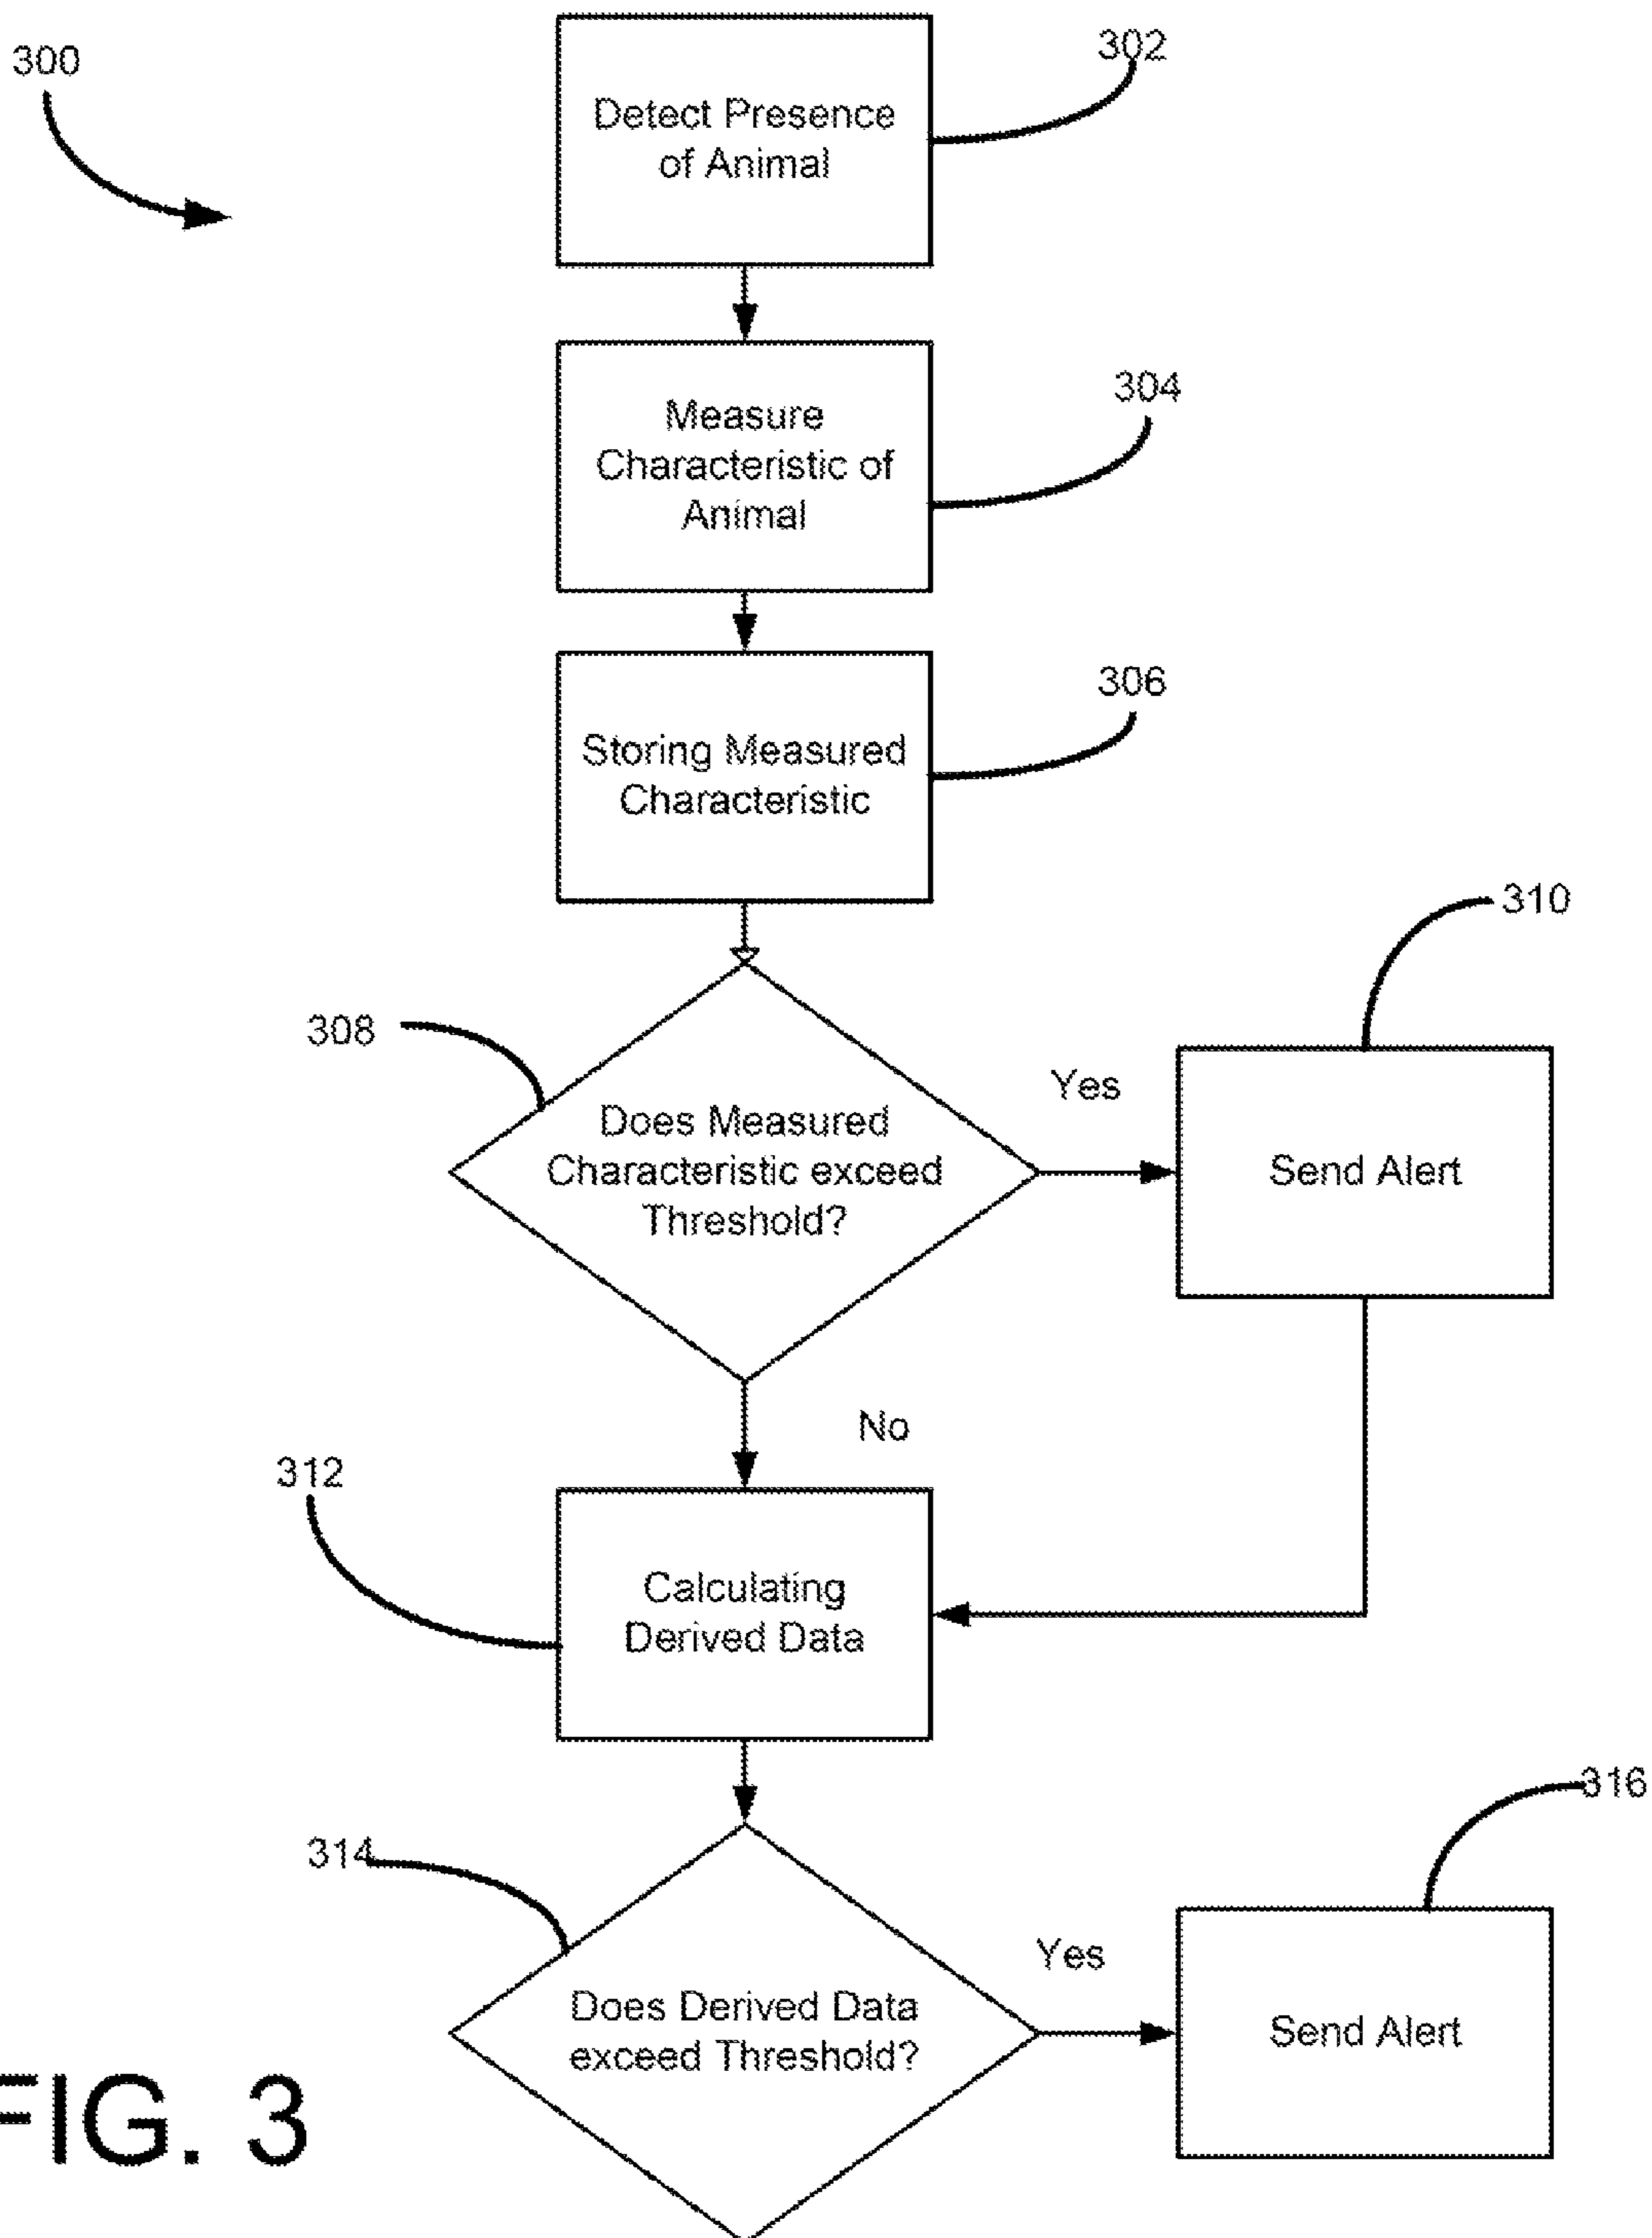 300
302
Detect Presence
of Animal
304
Measure
Characteristic of
Animal
306
Storing Measured
Characteristic
310
308
Does Measured
Characteristic exceed
Threshold?
Yes
Send Alert
No
312
Calculating
Derived Data
316
314
Does Derived Data
exceed Threshold?
Yes
Send Alert
FIG. 3